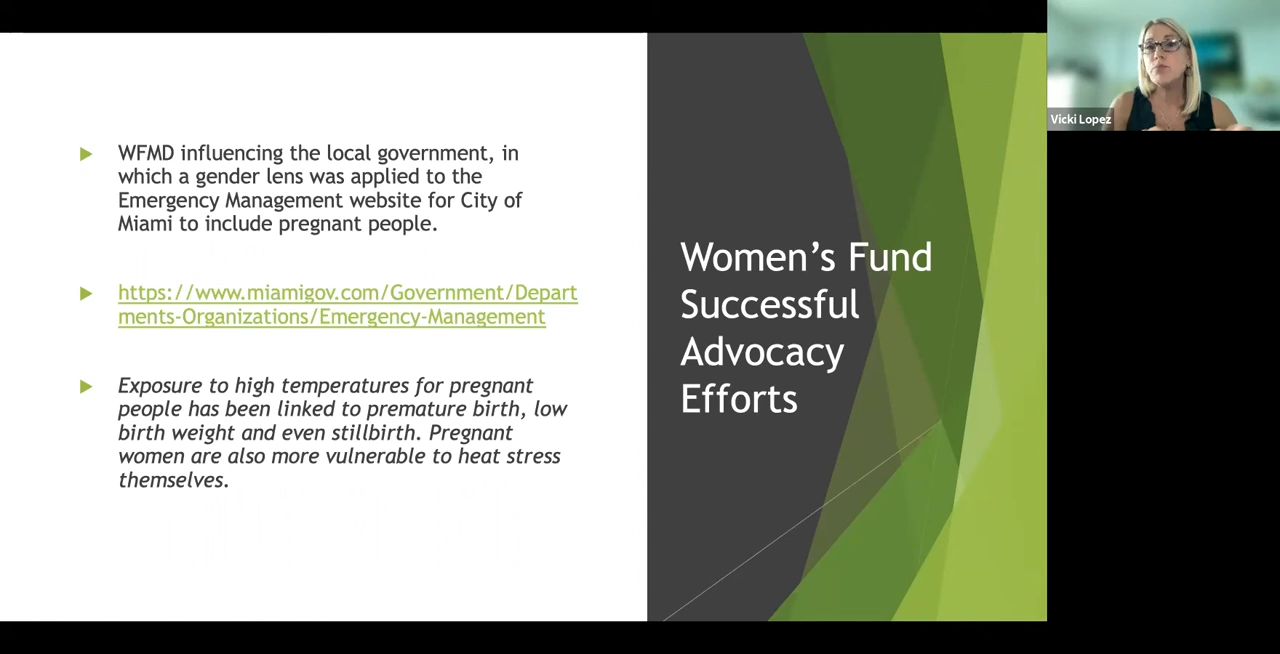 WFMD influencing the local government, in
which a gender lens was applied to the
Emergency Management website for City of
Miami to include pregnant people.
https://www.miamigov.com/Government/Depart
ments-Organizations/Emergency-Management
Exposure to high temperatures for pregnant
people has been linked to premature birth, low
birth weight and even stillbirth. Pregnant
women are also more vulnerable to heat stress
themselves.
Women’s Fund
Successful
Advocacy
Efforts
Vicki Lopez